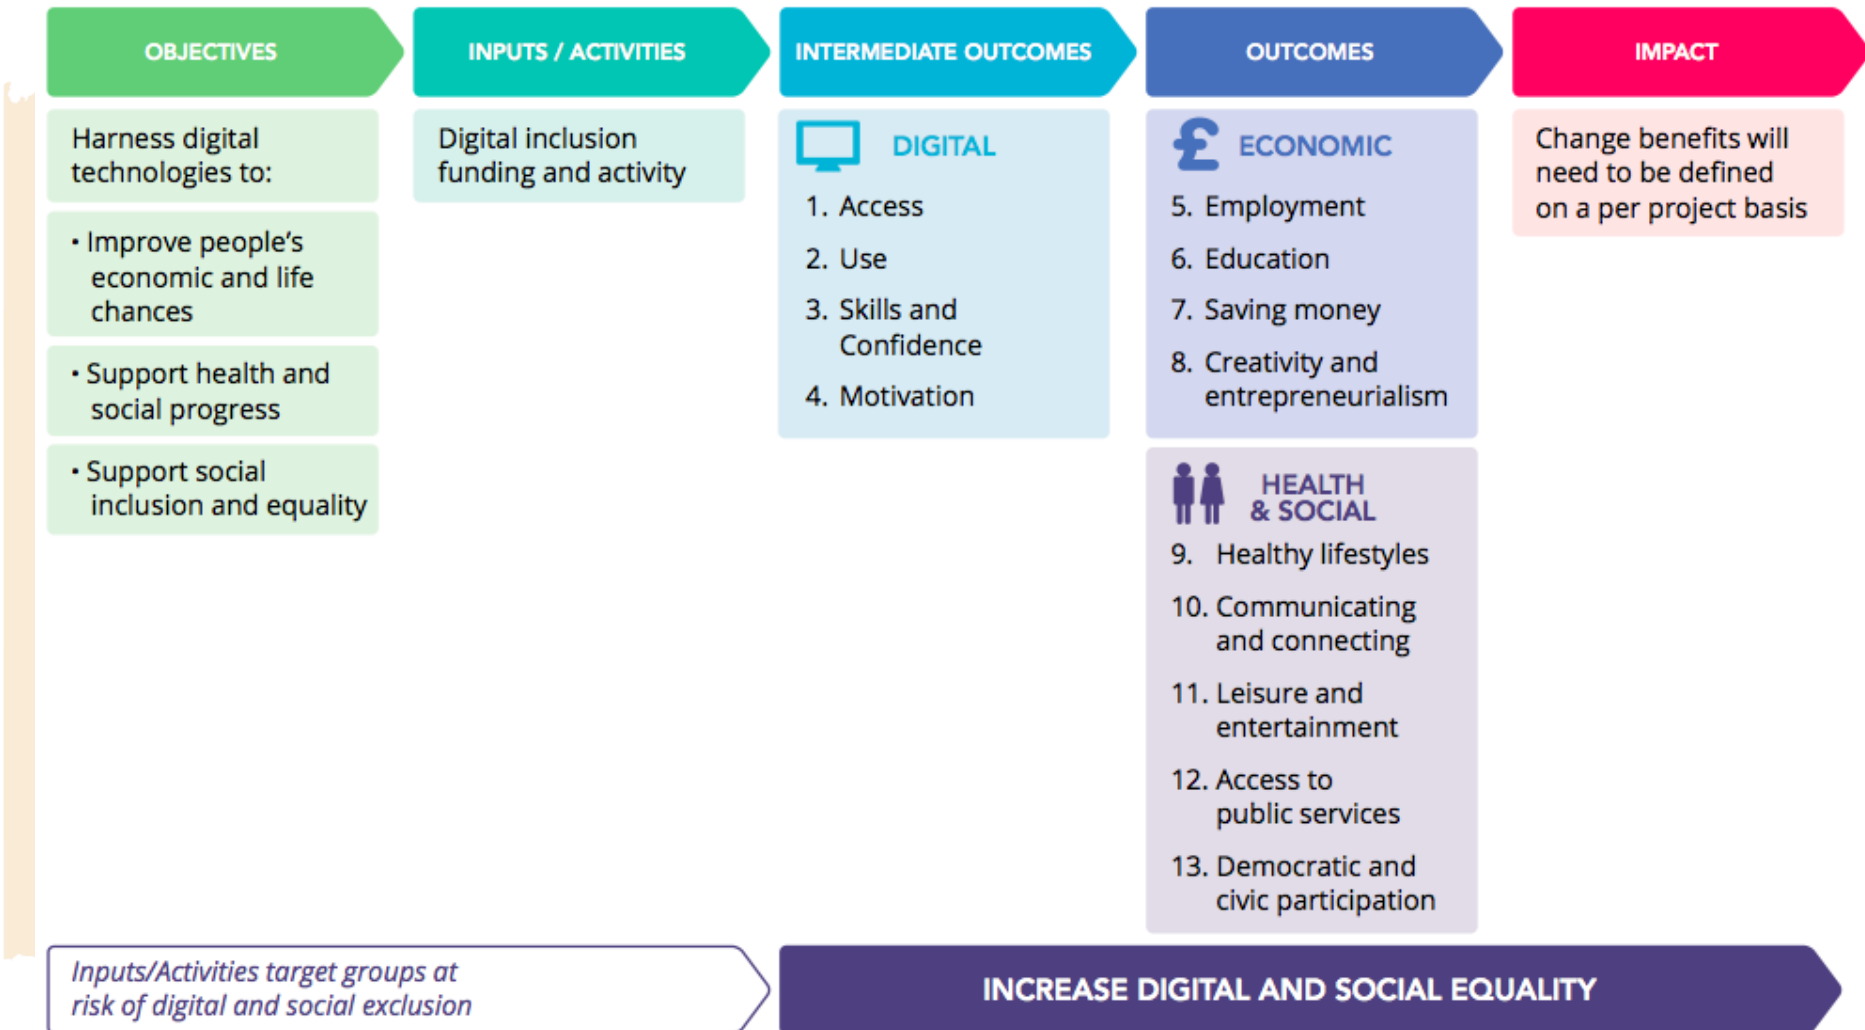 OBJECTIVES
INPUTS / ACTIVITIES
INTERMEDIATE OUTCOMES
OUTCOMES
IMPACT
Harness digital
technologies to:
• Improve people's
economic and life
chances
• Support health and
social progress
• Support social
inclusion and equality
Digital inclusion
funding and activity
DIGITAL
1. Access
2. Use
3. Skills and
Confidence
4. Motivation
£ ECONOMIC
5. Employment
6. Education
7. Saving money
8. Creativity and
entrepreneurialism
HEALTH
& SOCIAL
9. Healthy lifestyles
10. Communicating
and connecting
11. Leisure and
entertainment
12. Access to
public services
13. Democratic and
civic participation
Change benefits will
need to be defined
on a per project basis
Inputs/Activities target groups at
risk of digital and social exclusion
INCREASE DIGITAL AND SOCIAL EQUALITY